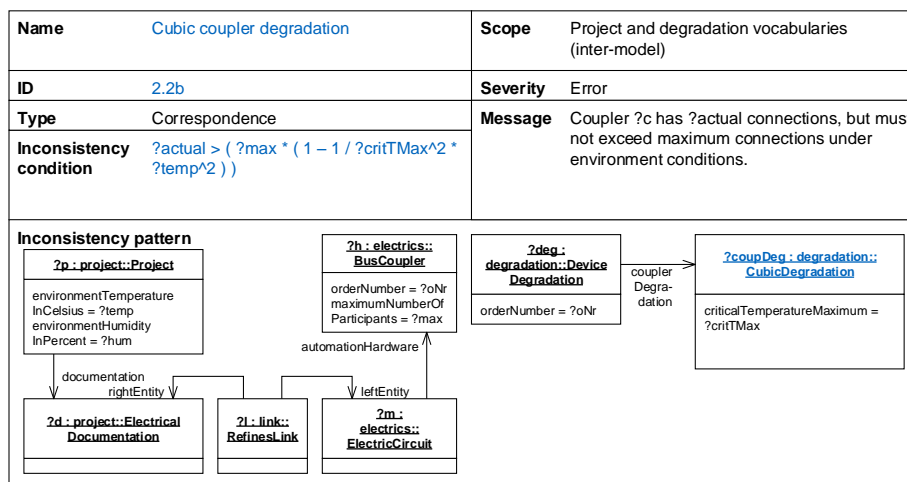 Name
Cubic coupler degradation
Scope
Project and degradation vocabularies
(inter-model)
ID
2.2b
Severity
Error
Type
Correspondence
Message
Coupler ?c has ?actual connections, but mus
not exceed maximum connections under
environment conditions.
Inconsistency
condition
?actual > ( ?max * ( 1 – 1 / ?critTMax^2 *
?temp^2 ) )
Inconsistency pattern
?p : project::Project
environmentTemperature
InCelsius = ?temp
environmentHumidity
InPercent = ?hum
?h : electrics::
BusCoupler
orderNumber = ?oNr
maximumNumberOf
Participants = ?max
?deg :
degradation::Device
Degradation
orderNumber = ?oNr
coupler
Degra-
dation
?coupDeg : degradation::
CubicDegradation
criticalTemperatureMaximum =
?critTMax
automationHardware
documentation
rightEntity
leftEntity
?d : project::Electrical
Documentation
?l : link::
RefinesLink
?m :
electrics::
ElectricCircuit